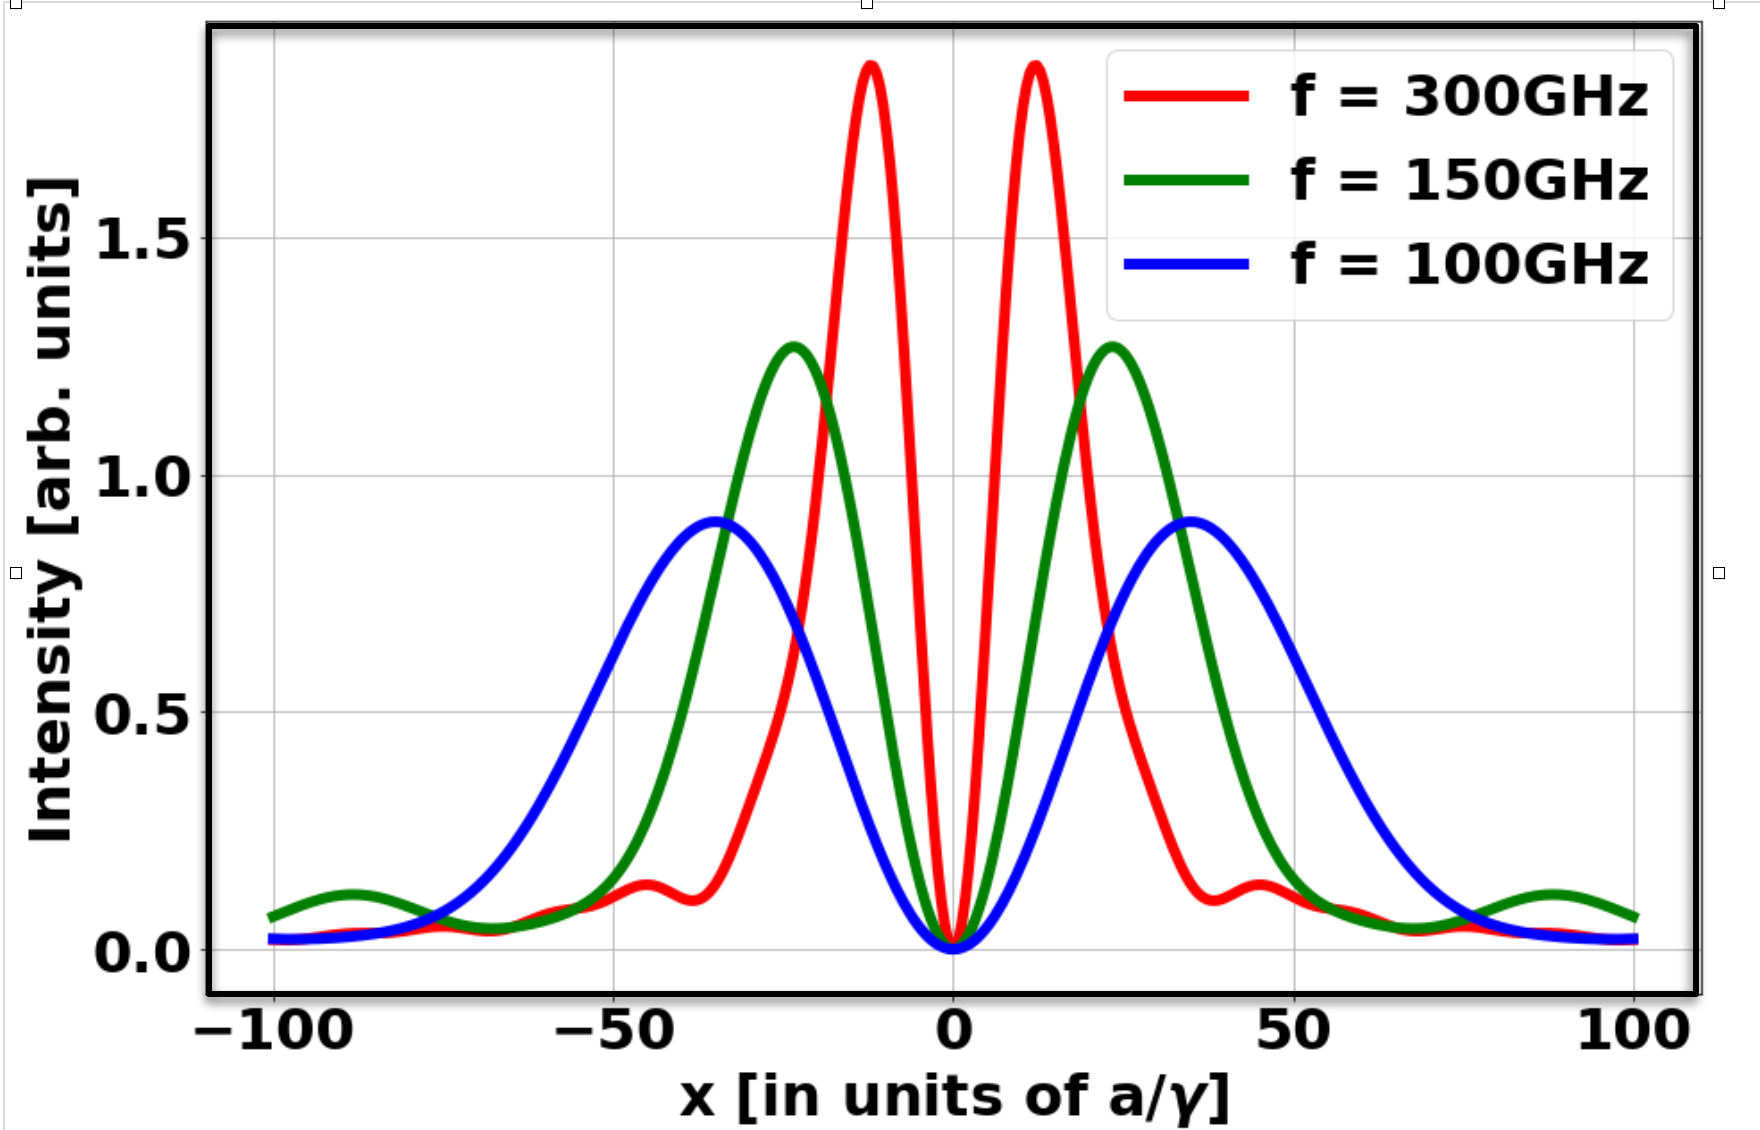 f = 300GHz
f = 150GHz
f = 100GHz
Intensity [arb. units]
1.5
1.0
0.5
0.0
−100 −50 0 50 100
x [in units of a/γ]